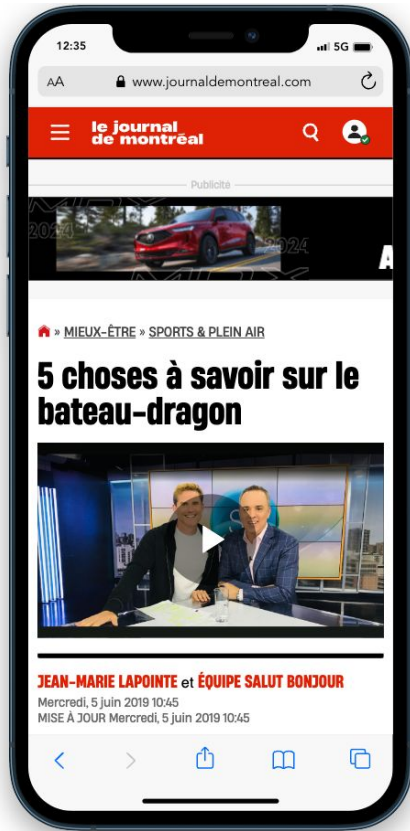 12:35
5G
AA www.journaldemontreal.com
le journal
de montréal
Publicité
2024
2024
A
» MIEUX-ÊTRE » SPORTS & PLEIN AIR
5 choses à savoir sur le
bateau-dragon
JEAN-MARIE LAPOINTE et ÉQUIPE SALUT BONJOUR
Mercredi, 5 juin 2019 10:45
MISE À JOUR Mercredi, 5 juin 2019 10:45